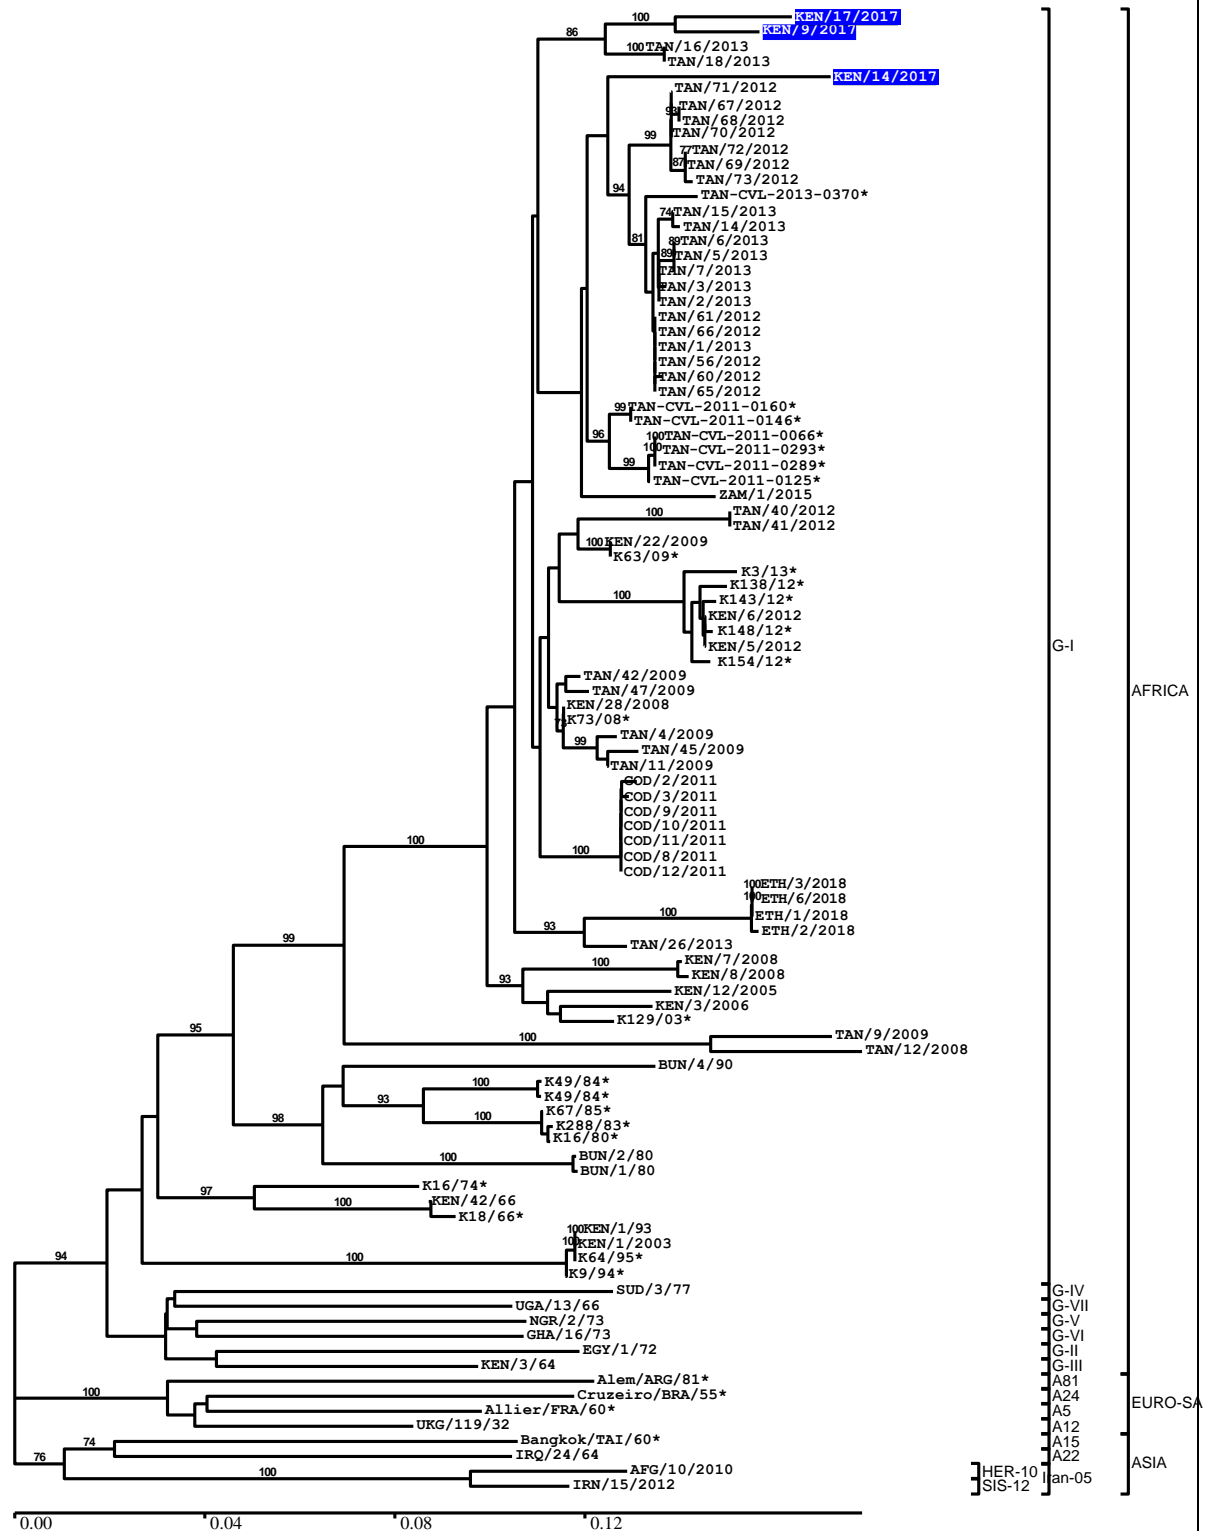 KEN/17/2017
100
KEN/9/2017
86
100
TAN/16/2013
TAN/18/2013
KEN/14/2017
TAN/71/2012
TAN/67/2012
93
TAN/68/2012
TAN/70/2012
99
77
TAN/72/2012
87
TAN/69/2012
TAN/73/2012
94
TAN-CVL-2013-0370*
74
TAN/15/2013
TAN/14/2013
81
89
TAN/6/2013
89
TAN/5/2013
TAN/7/2013
TAN/3/2013
TAN/2/2013
TAN/61/2012
TAN/66/2012
TAN/1/2013
TAN/56/2012
TAN/60/2012
TAN/65/2012
99
TAN-CVL-2011-0160*
TAN-CVL-2011-0146*
96
100
TAN-CVL-2011-0066*
100
TAN-CVL-2011-0293*
99
TAN-CVL-2011-0289*
TAN-CVL-2011-0125*
ZAM/1/2015
TAN/40/2012
100
TAN/41/2012
100
KEN/22/2009
K63/09*
K3/13*
K138/12*
100
K143/12*
KEN/6/2012
K148/12*
KEN/5/2012
K154/12*
G-I
TAN/42/2009
TAN/47/2009
AFRICA
KEN/28/2008
K73/08*
TAN/4/2009
99
TAN/45/2009
TAN/11/2009
COD/2/2011
COD/3/2011
COD/9/2011
COD/10/2011
COD/11/2011
100
100
COD/8/2011
COD/12/2011
100
ETH/3/2018
100
ETH/6/2018
100
ETH/1/2018
93
ETH/2/2018
TAN/26/2013
99
KEN/7/2008
100
KEN/8/2008
93
KEN/12/2005
KEN/3/2006
K129/03*
95
TAN/9/2009
100
TAN/12/2008
BUN/4/90
100
K49/84*
K49/84*
93
K67/85*
98
100
K288/83*
K16/80*
BUN/2/80
100
BUN/1/80
K16/74*
97
KEN/42/66
100
K18/66*
100
KEN/1/93
100
KEN/1/2003
94
100
K64/95*
K9/94*
SUD/3/77
G-IV
UGA/13/66
G-VII
NGR/2/73
G-V
GHA/16/73
G-VI
EGY/1/72
G-II
KEN/3/64
G-III
Alem/ARG/81*
A81
100
Cruzeiro/BRA/55*
A24
EURO-SA
Allier/FRA/60*
A5
UKG/119/32
A12
74
Bangkok/TAI/60*
A15
76
IRQ/24/64
A22
ASIA
100
AFG/10/2010
HER-10
Iran-05
IRN/15/2012
SIS-12
0.00
0.04
0.08
0.12